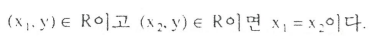 (x₁, y) ∈ R이고 (x₂, y) ∈ R이면 x₁ = x₂이다.